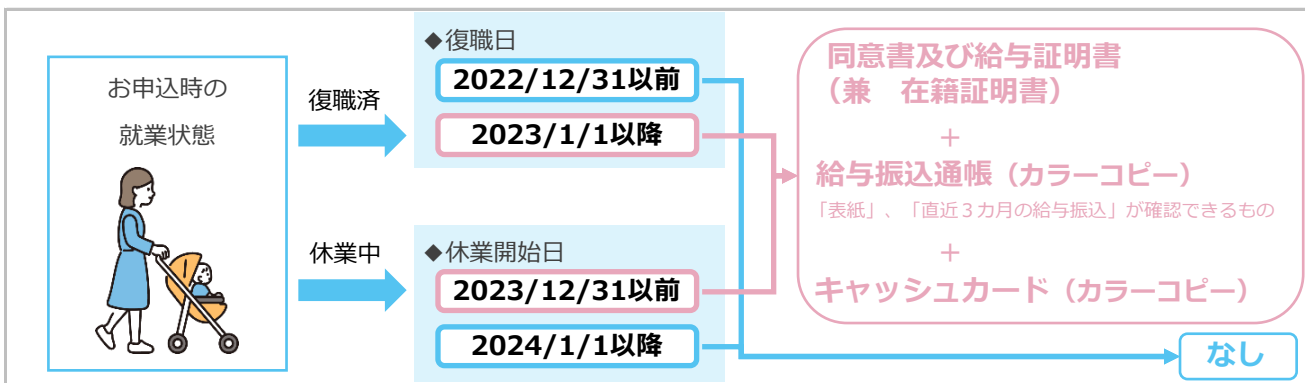 お申込時の
就業状態
復職済
◆復職日
2022/12/31以前
2023/1/1以降
休業中
◆休業開始日
2023/12/31以前
2024/1/1以降
同意書及び給与証明書
（兼　在籍証明書）
＋
給与振込通帳（カラーコピー）
「表紙」、「直近３カ月の給与振込」が確認できるもの
＋
キャッシュカード（カラーコピー）
なし